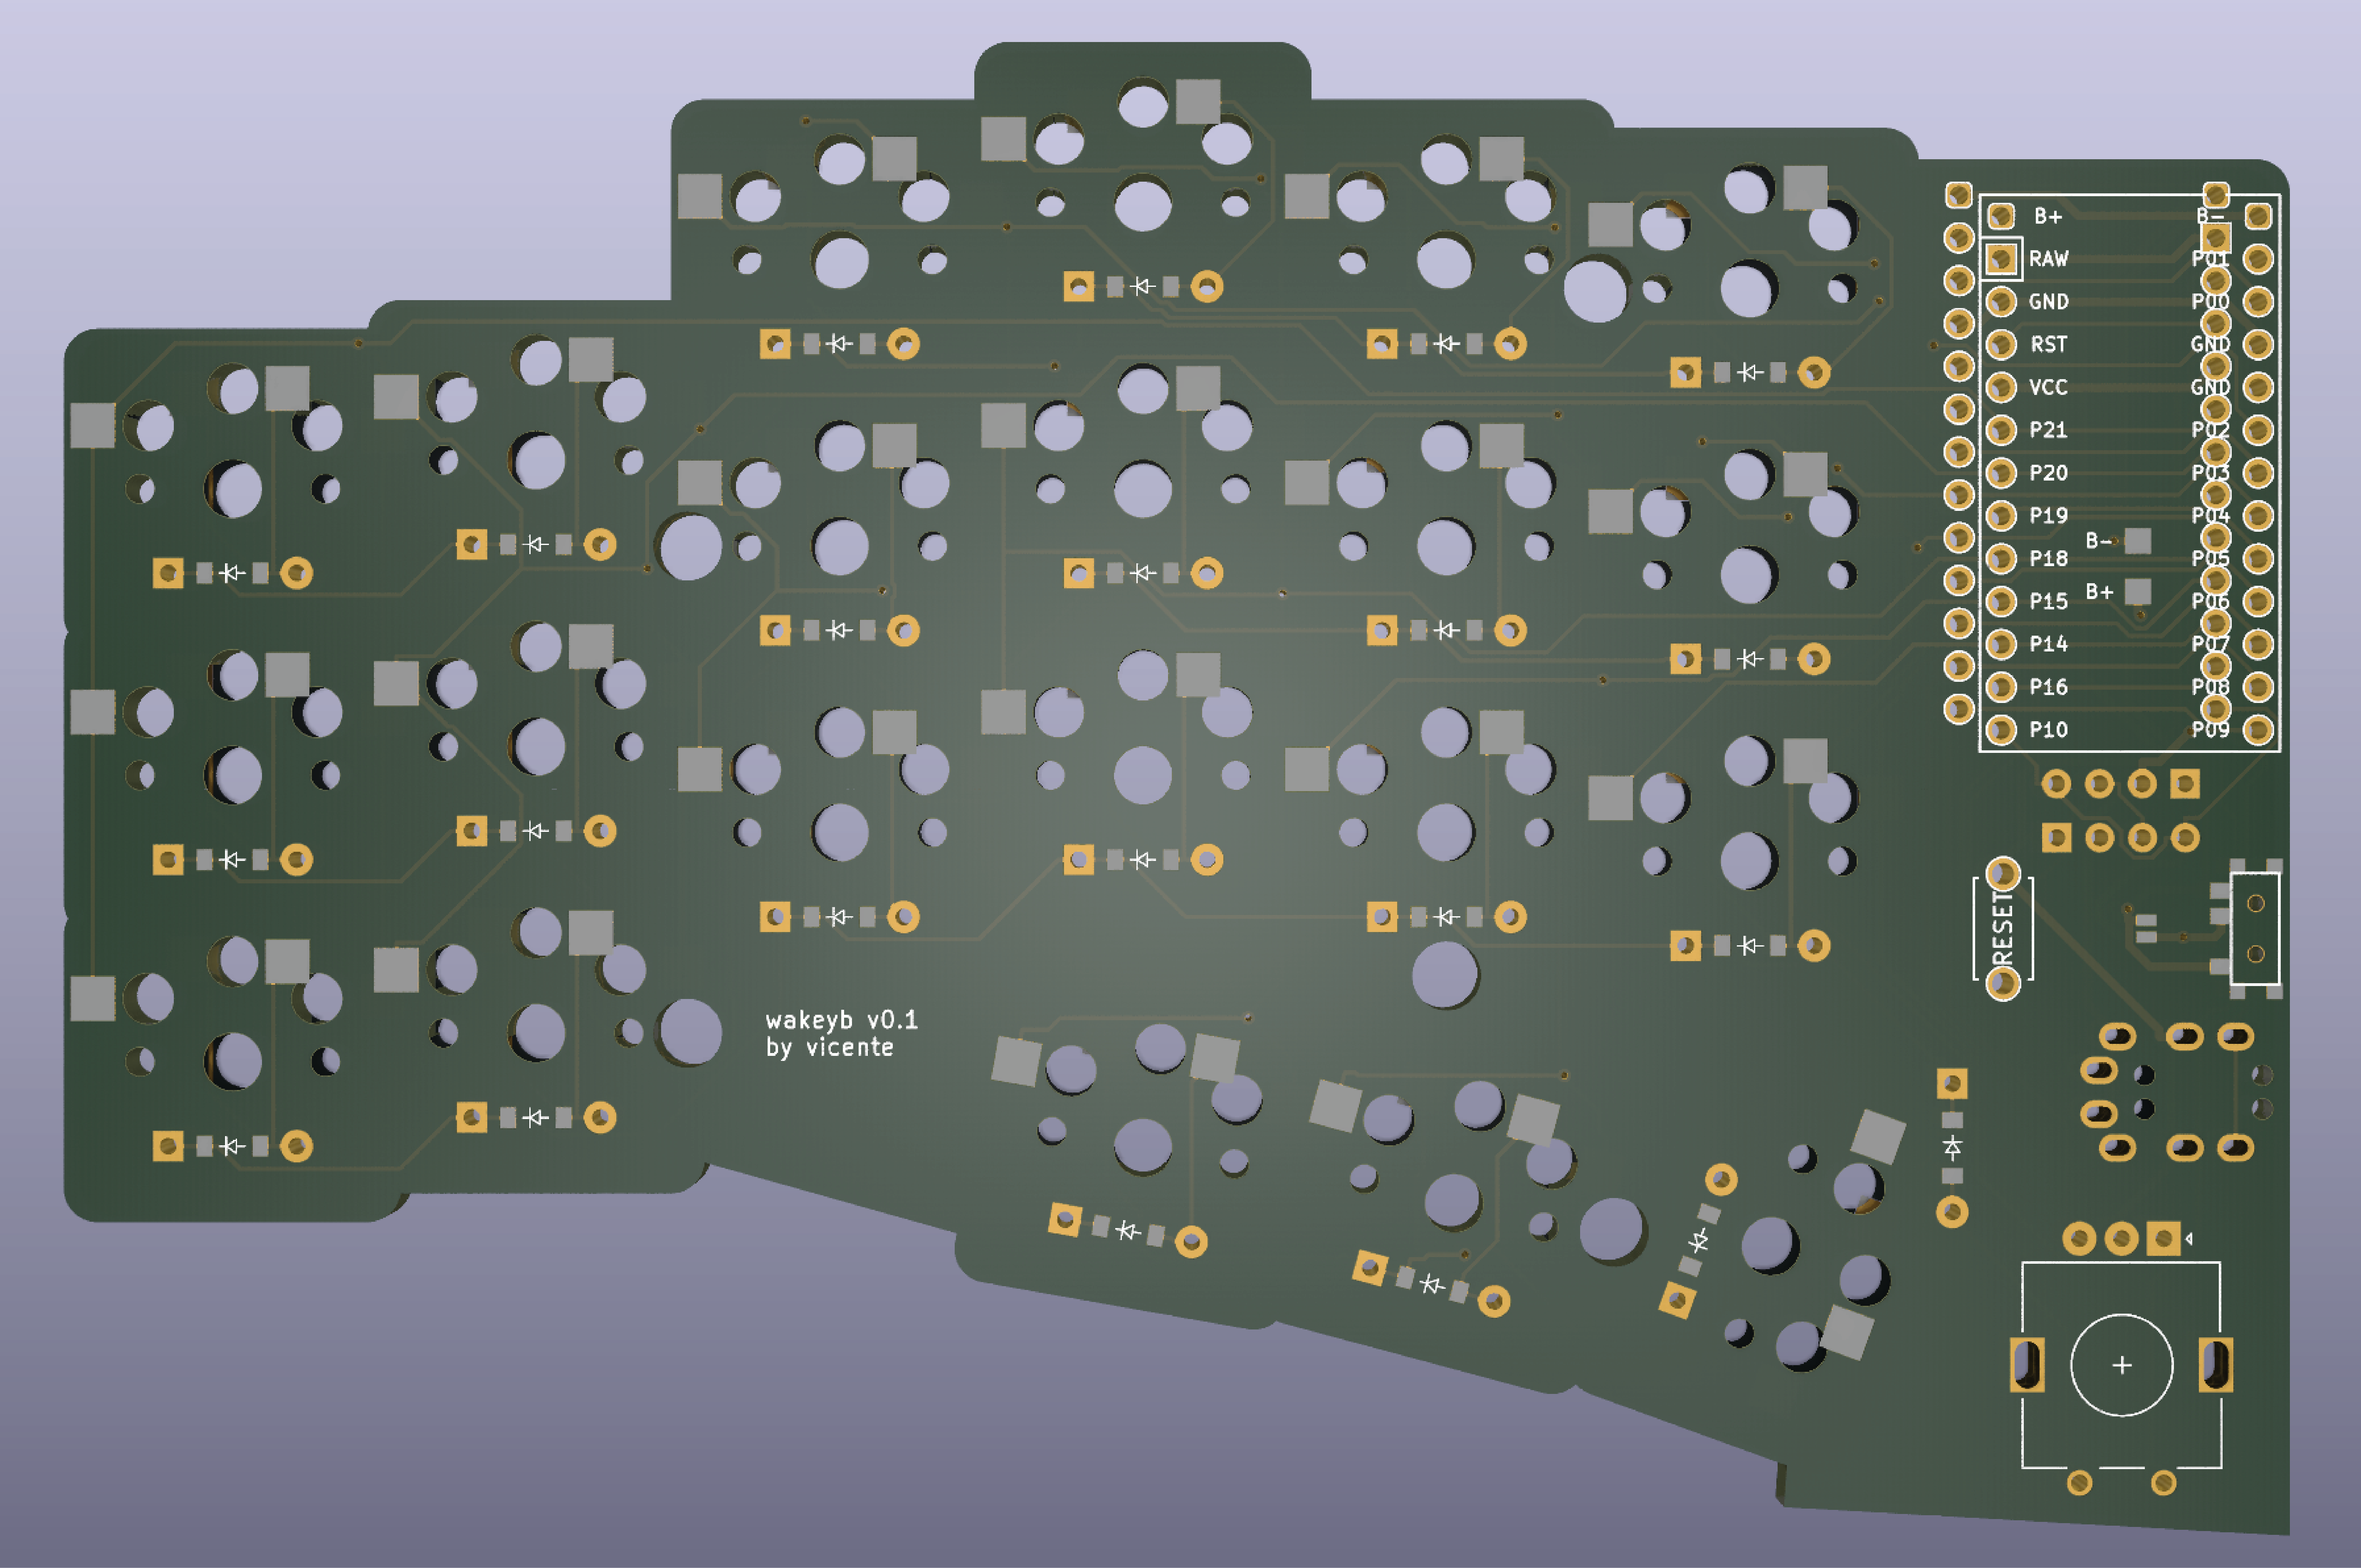 B+ B-
RAW P01
GND P00
RST GND
VCC GND
P21 P02
P20 P03
P19 P04
B-
P18 P05
B+
P15 P06
P14 P07
P16 P08
P10 P09
RESET
wakeyb v0.1
by vicente